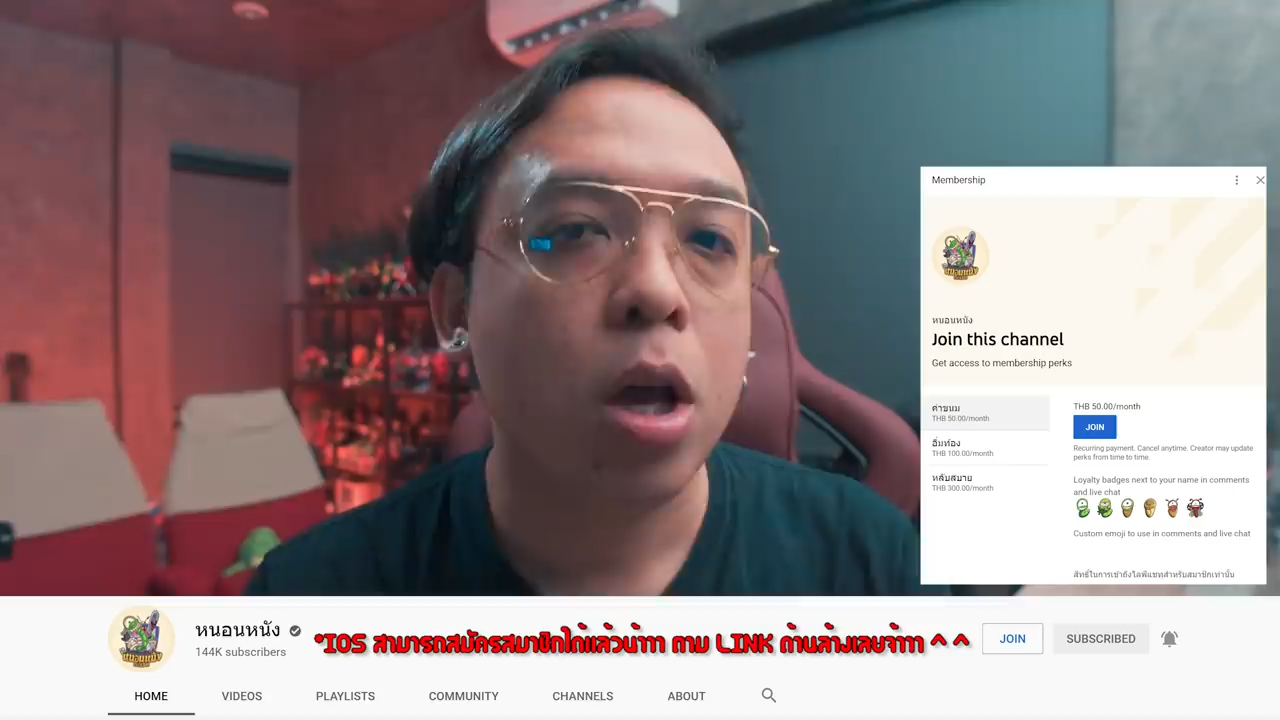 Membership
หนอนหนัง
Join this channel
Get access to membership perks
ค่าขนม
THB 50.00/month
อิ่มท้อง
THB 100.00/month
หลับสบาย
THB 300.00/month
THB 50.00/month
JOIN
Recurring payment. Cancel anytime. Creator may update
perks from time to time.
Loyalty badges next to your name in comments
and live chat
Custom emoji to use in comments and live chat
สิทธิ์ในการเข้าถึงไลฟ์แชทสำหรับสมาชิกเท่านั้น
หนอนหนัง
144K subscribers
*IOS สามารถสมัครสมาชิกได้แล้วน้าาา ตาม LINK ด้านล่างเลยจ้าาา ^ ^
JOIN
SUBSCRIBED
HOME VIDEOS PLAYLISTS COMMUNITY CHANNELS ABOUT